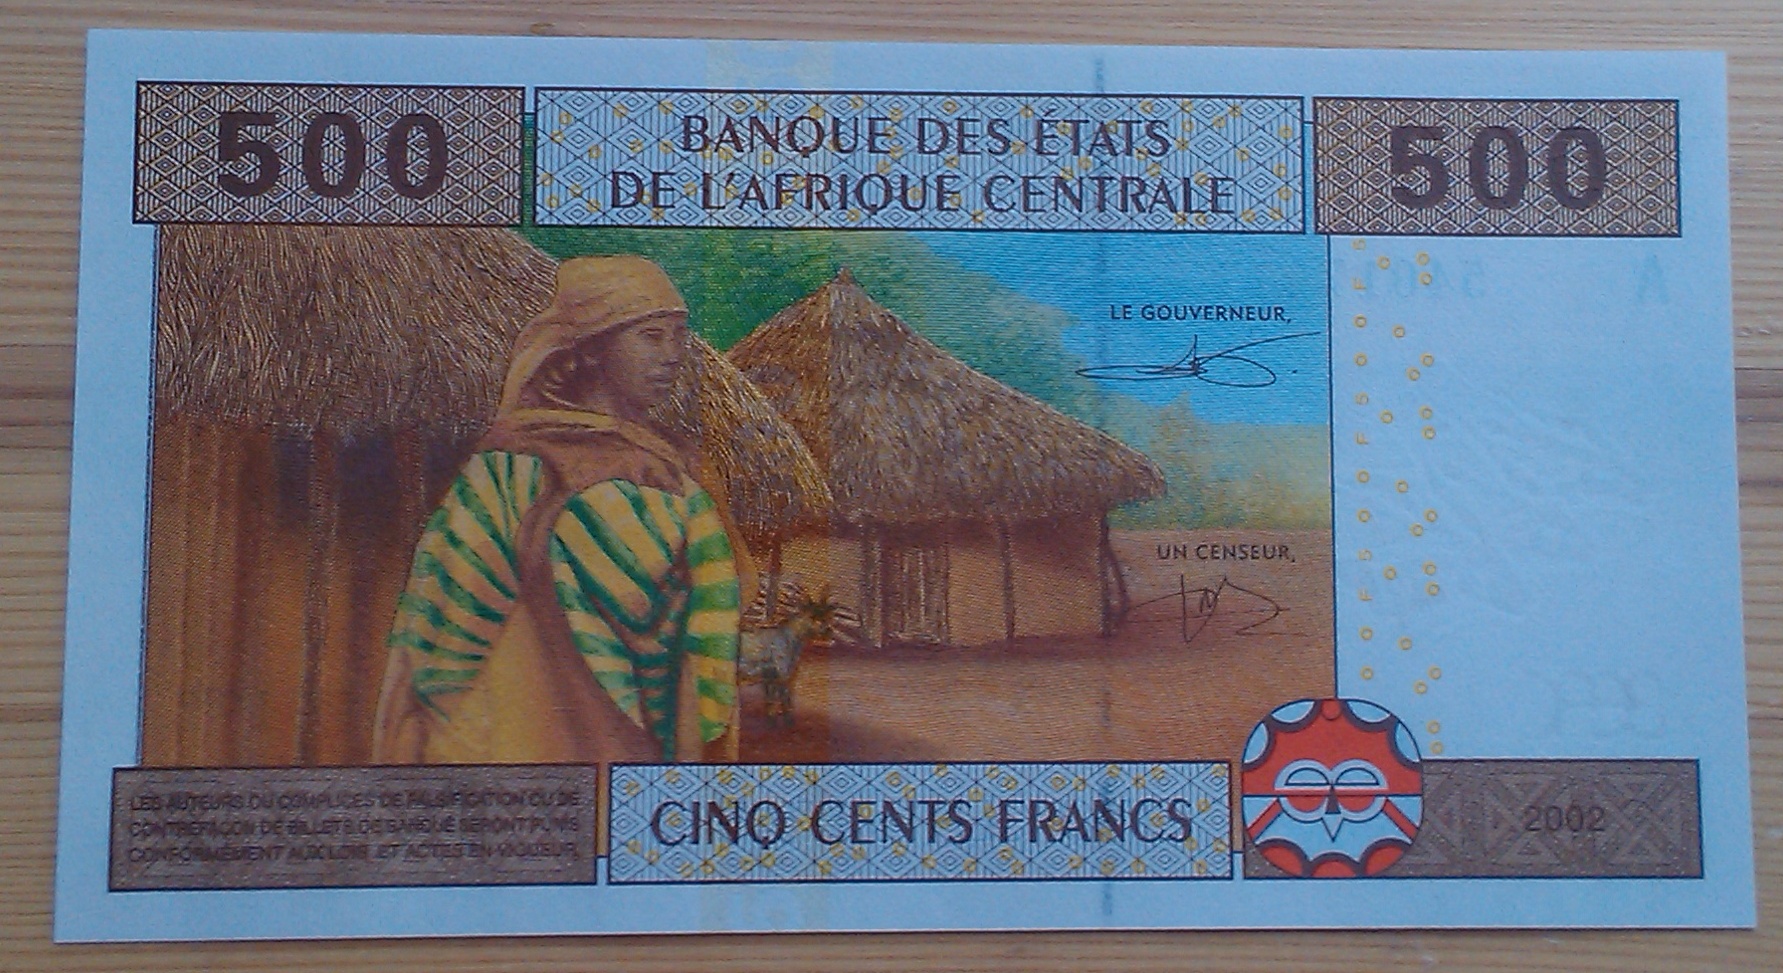 500
BANQUE DES ÉTATS
DE L'AFRIQUE CENTRALE
500
LE GOUVERNEUR,
UN CENSEUR,
LES AUTEURS OU COMPLICES DE FALSIFICATION OU DE
CONTREFAÇON DE BILLETS DE BANQUE SERONT PUNIS
CONFORMÉMENT AUX LOIS ET ACTES EN VIGUEUR.
CINQ CENTS FRANCS
2002